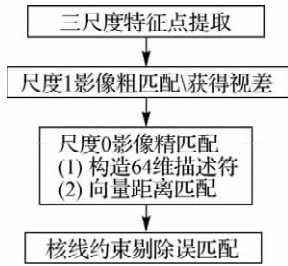 三尺度特征点提取
尺度1影像粗匹配\获得视差
尺度0影像精匹配
(1) 构造64维描述符
(2) 向量距离匹配
核线约束剔除误匹配